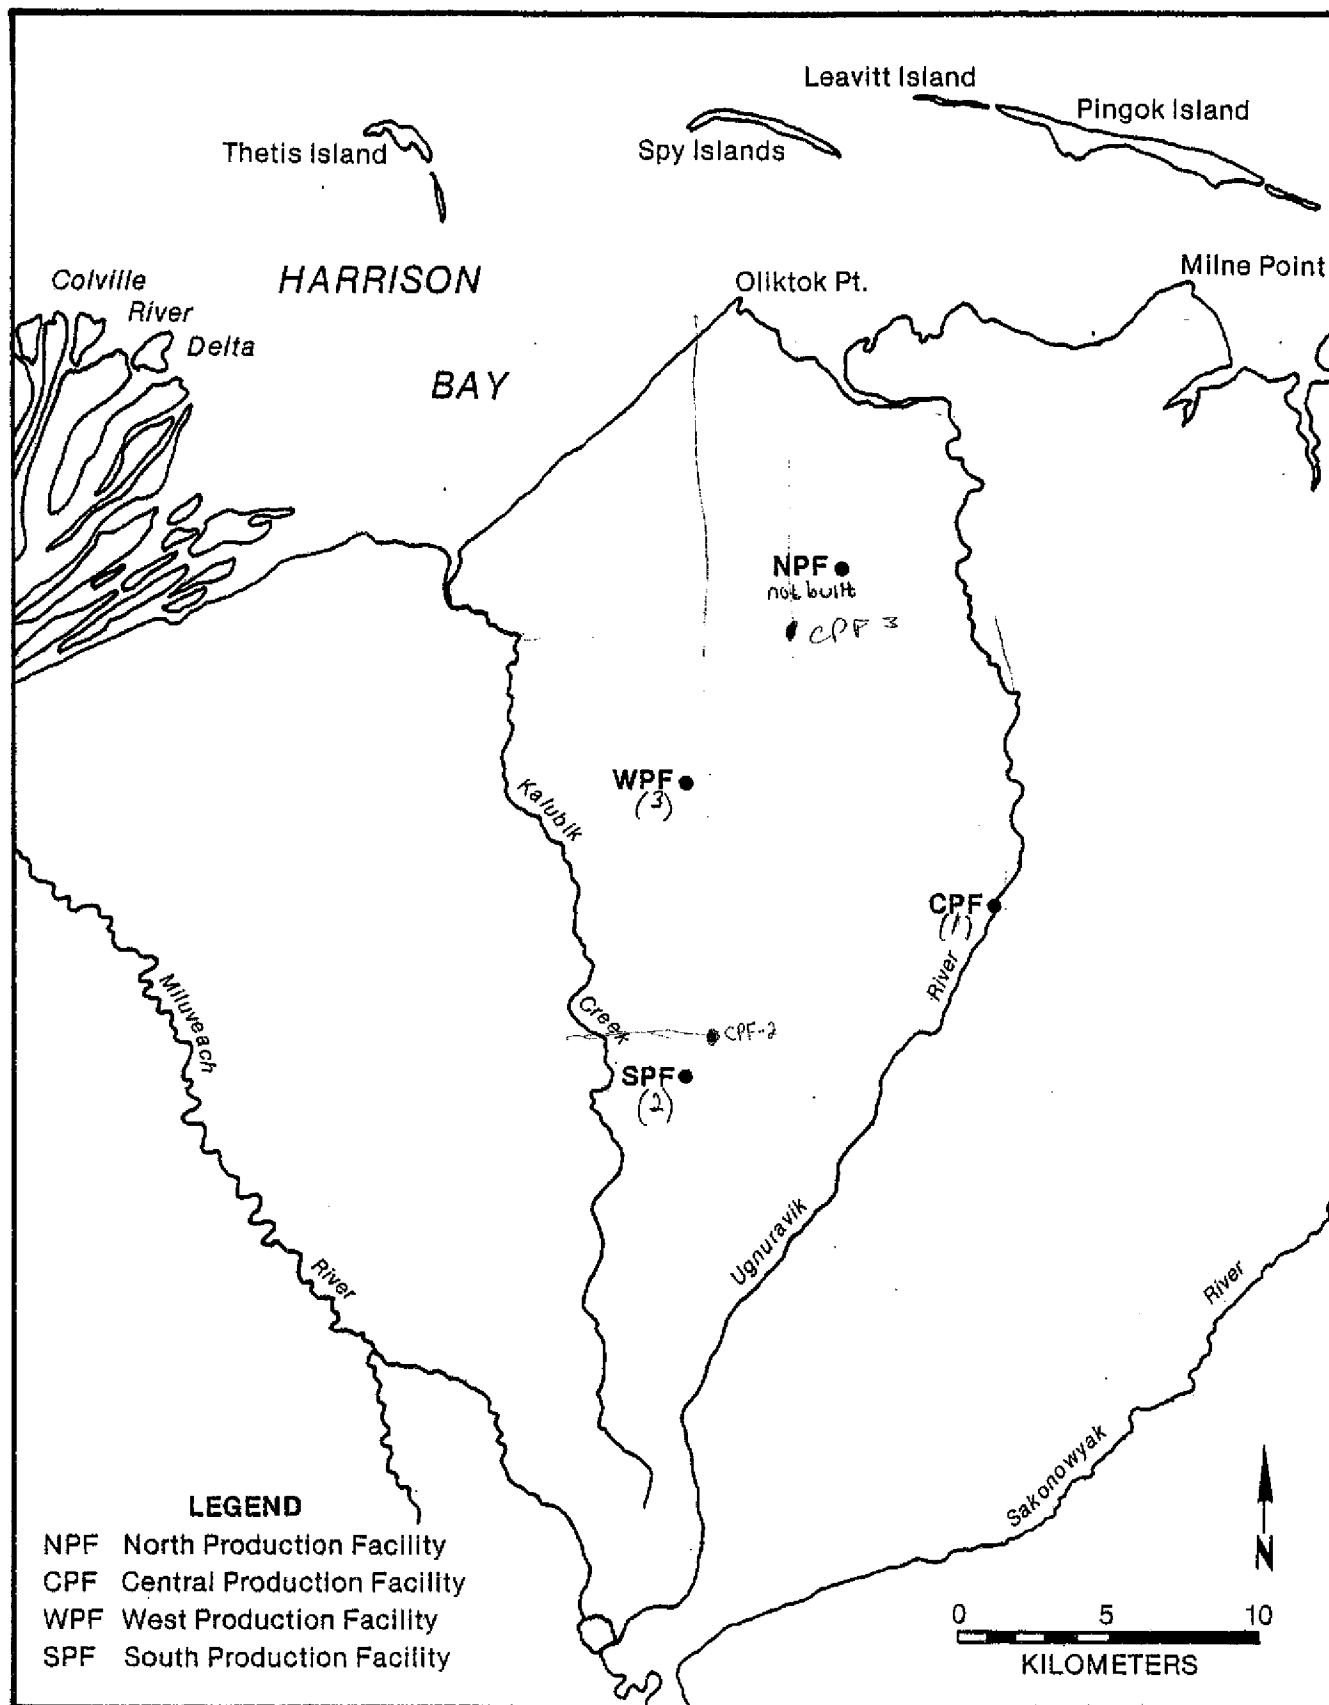 Leavitt Island
Pingok Island
Thetis Island
Spy Islands
Colville
River
Delta
HARRISON
BAY
Oliktok Pt.
Milne Point
NPF
not built
CPF 3
WPF
(3)
Kalubik
Creek
CPF
(1)
River
Miluveach
CPF-2
SPF
(2)
Ugnuravik
River
River
Sakonowyak
N
LEGEND
NPF North Production Facility
CPF Central Production Facility
WPF West Production Facility
SPF South Production Facility
0 5 10
KILOMETERS